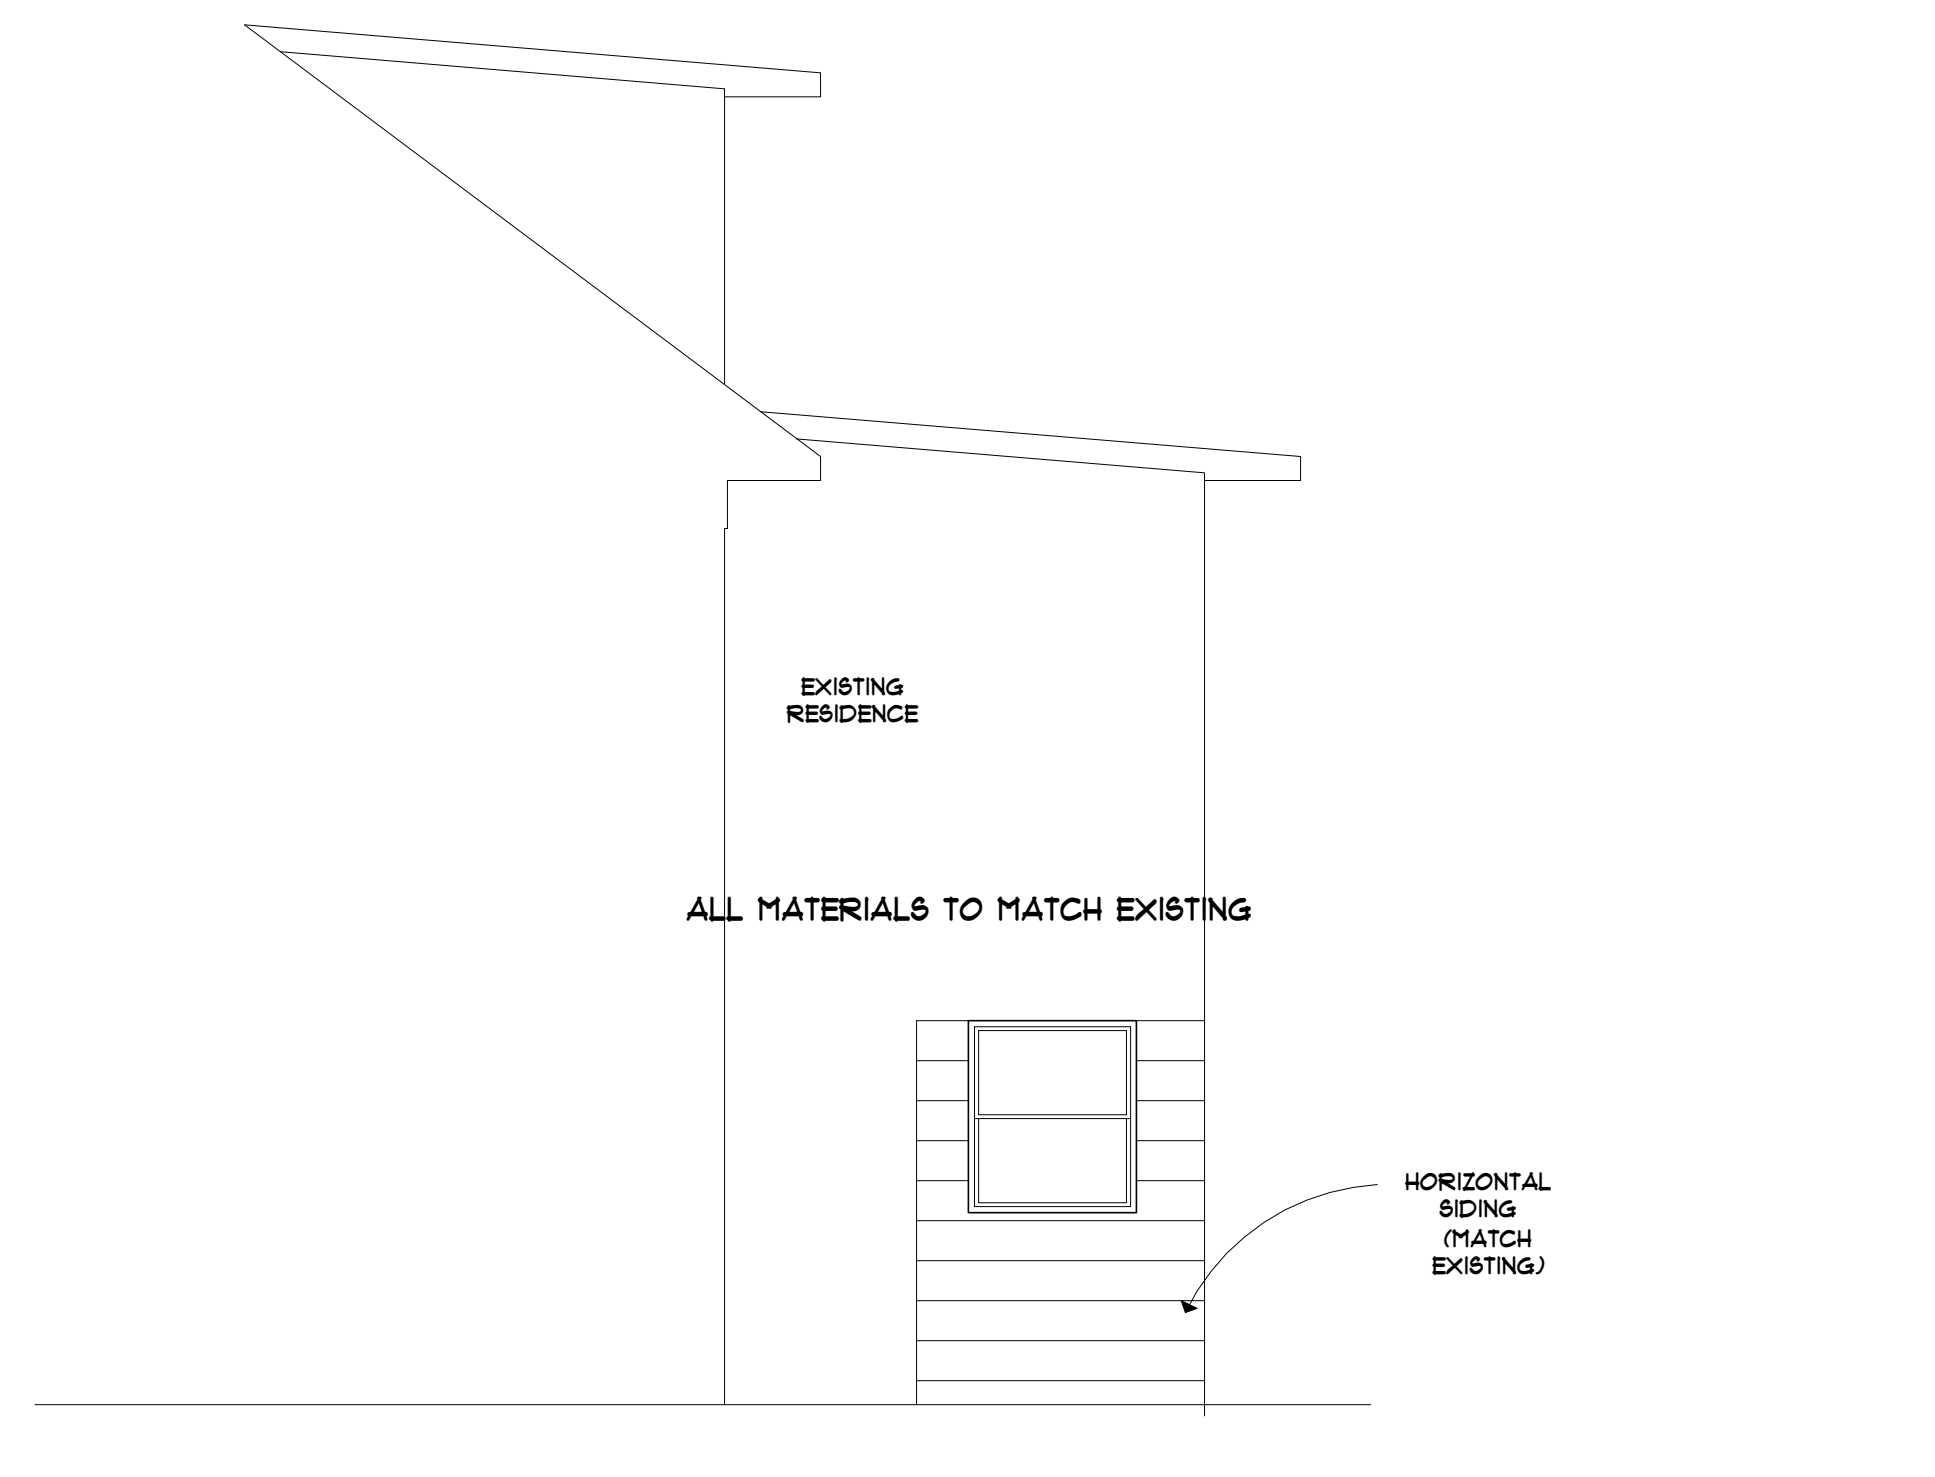 EXISTING
RESIDENCE
ALL MATERIALS TO MATCH EXISTING
HORIZONTAL
SIDING
(MATCH
EXISTING)